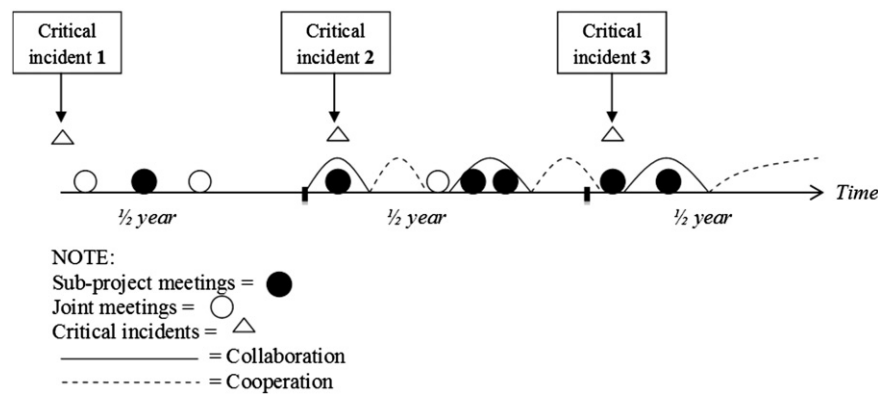 Critical
incident 1
Critical
incident 2
Critical
incident 3
Time
½ year
½ year
½ year
NOTE:
Sub-project meetings =
Joint meetings =
Critical incidents =
= Collaboration
= Cooperation